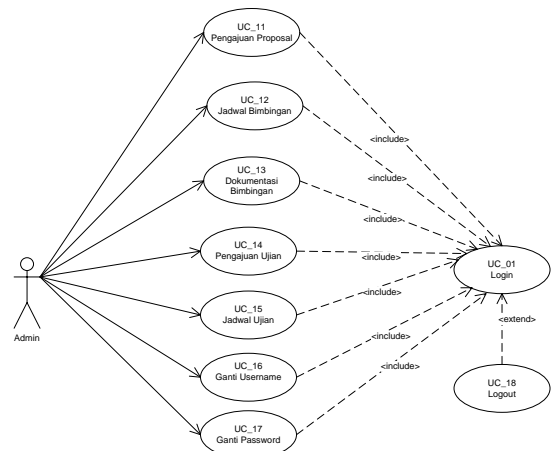 UC_11
Pengajuan Proposal
UC_12
Jadwal Bimbingan
<include>
<include>
UC_13
Dokumentasi
Bimbingan
<include>
UC_14
Pengajuan Ujian
<include>
UC_01
Login
Admin
UC_15
Jadwal Ujian
<include>
<extend>
<include>
UC_16
Ganti Username
<include>
UC_18
Logout
UC_17
Ganti Password